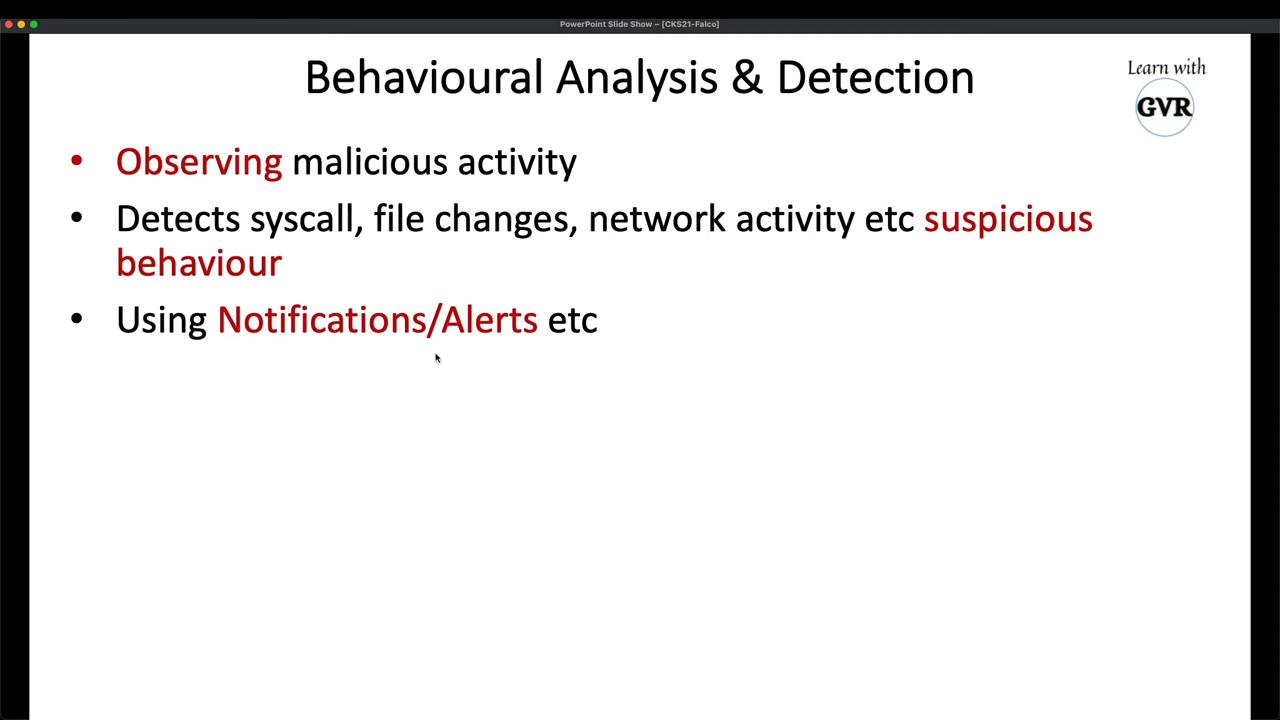 PowerPoint Slide Show – [CKS21-Falco]
Behavioural Analysis & Detection
Learn with
GVR
• Observing malicious activity
• Detects syscall, file changes, network activity etc suspicious
behaviour
• Using Notifications/Alerts etc